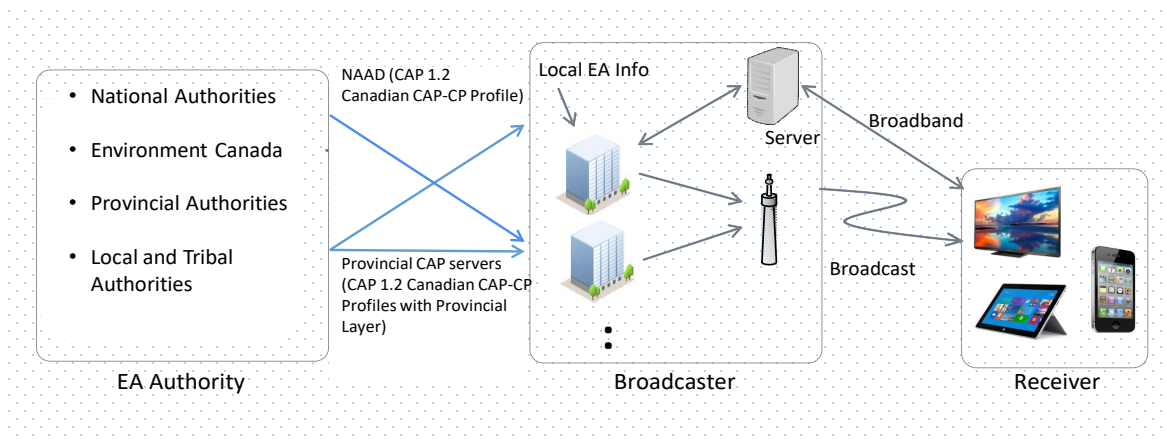 • National Authorities
• Environment Canada
• Provincial Authorities
• Local and Tribal
Authorities
EA Authority
NAAD (CAP 1.2
Canadian CAP-CP Profile)
Provincial CAP servers
(CAP 1.2 Canadian CAP-CP
Profiles with Provincial
Layer)
Local EA Info
Server
Broadcaster
Broadband
Broadcast
Receiver